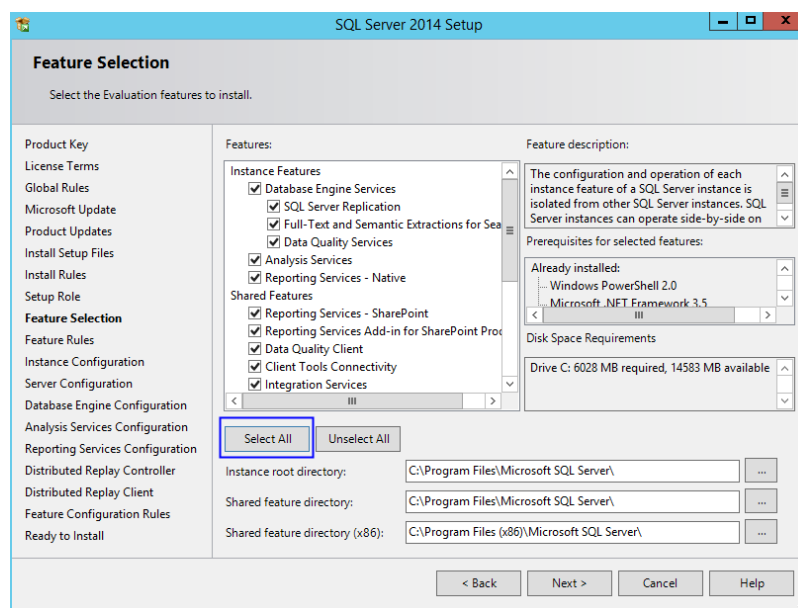 SQL Server 2014 Setup
Feature Selection
Select the Evaluation features to install.
Product Key
License Terms
Global Rules
Microsoft Update
Product Updates
Install Setup Files
Install Rules
Setup Role
Feature Selection
Feature Rules
Instance Configuration
Server Configuration
Database Engine Configuration
Analysis Services Configuration
Reporting Services Configuration
Distributed Replay Controller
Distributed Replay Client
Feature Configuration Rules
Ready to Install
Features:
Instance Features
Database Engine Services
SQL Server Replication
Full-Text and Semantic Extractions for Sea
Data Quality Services
Analysis Services
Reporting Services - Native
Shared Features
Reporting Services - SharePoint
Reporting Services Add-in for SharePoint Proc
Data Quality Client
Client Tools Connectivity
Integration Services
Feature description:
The configuration and operation of each
instance feature of a SQL Server instance is
isolated from other SQL Server instances. SQL
Server instances can operate side-by-side on
Prerequisites for selected features:
Already installed:
Windows PowerShell 2.0
Microsoft .NET Framework 3.5
Disk Space Requirements
Drive C: 6028 MB required, 14583 MB available
Select All
Unselect All
Instance root directory:
C:\Program Files\Microsoft SQL Server\
...
Shared feature directory:
C:\Program Files\Microsoft SQL Server\
...
Shared feature directory (x86):
C:\Program Files (x86)\Microsoft SQL Server\
...
< Back
Next >
Cancel
Help